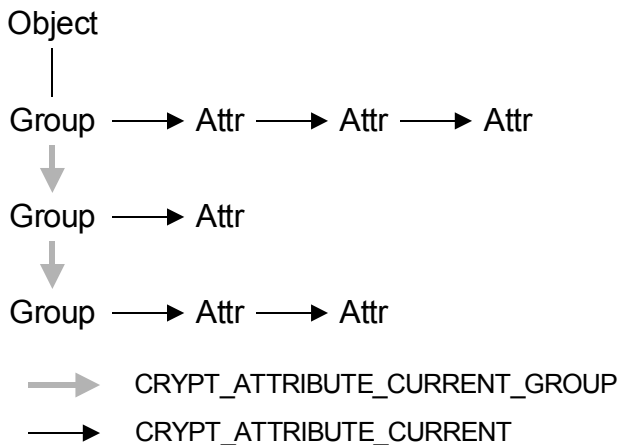 Object
Group Attr Attr Attr
Group Attr
Group Attr Attr
CRYPT_ATTRIBUTE_CURRENT_GROUP
CRYPT_ATTRIBUTE_CURRENT